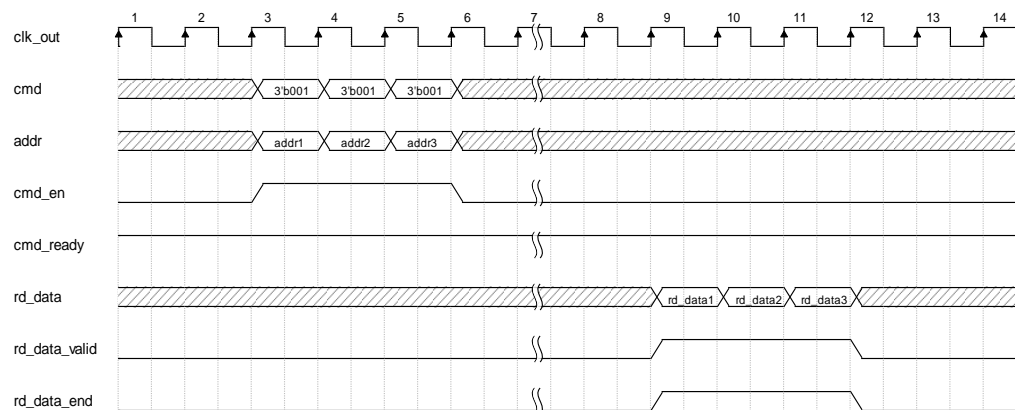 1 2 3 4 5 6 7 8 9 10 11 12 13 14
clk_out
cmd 3'b001 3'b001 3'b001
addr addr1 addr2 addr3
cmd_en
cmd_ready
rd_data rd_data1 rd_data2 rd_data3
rd_data_valid
rd_data_end